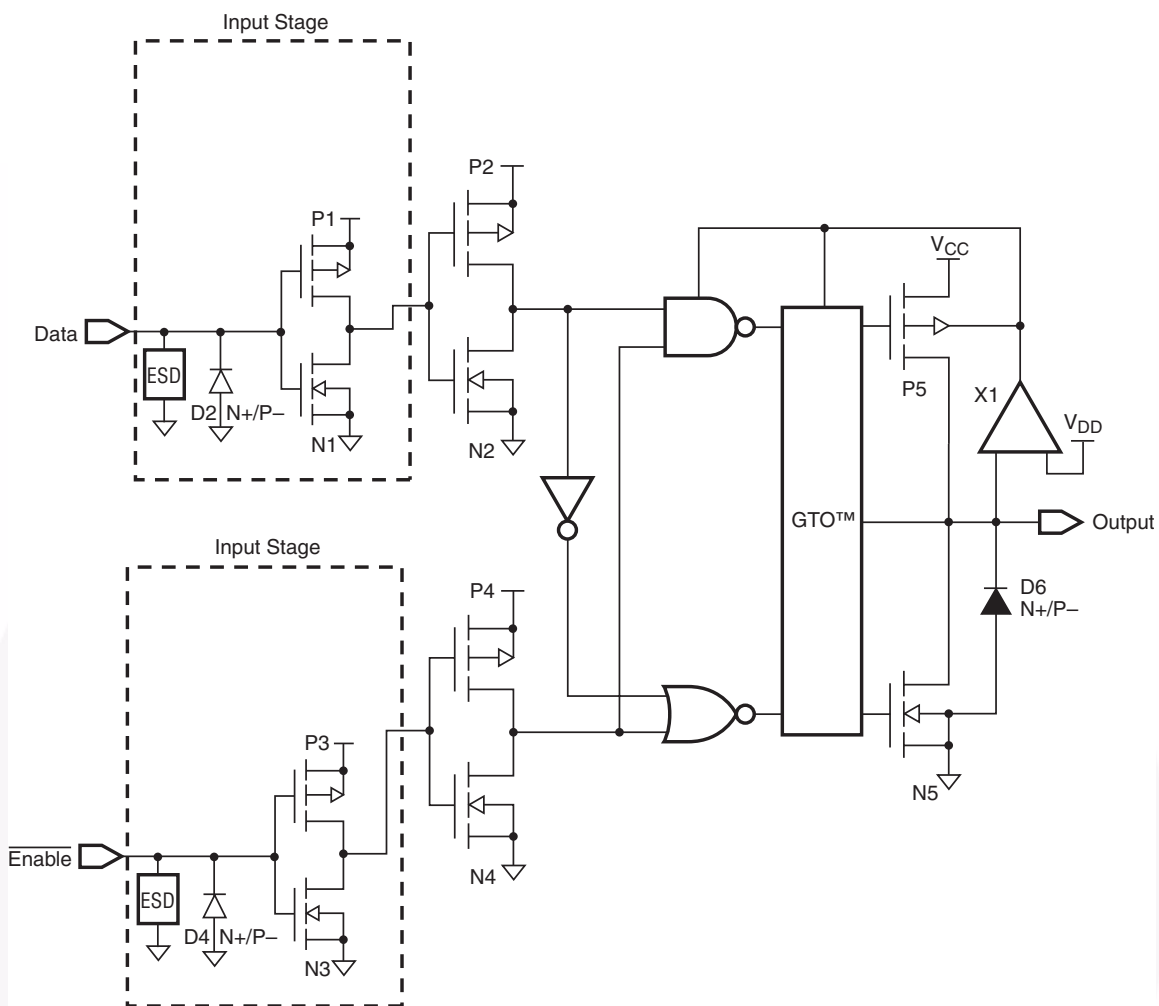 Input Stage
P1
Data
ESD
D2 N+/P–
N1
P2
N2
VCC
P5
X1
VDD
GTO™
Output
D6
N+/P–
N5
Input Stage
P3
Enable
ESD
D4 N+/P–
N3
P4
N4